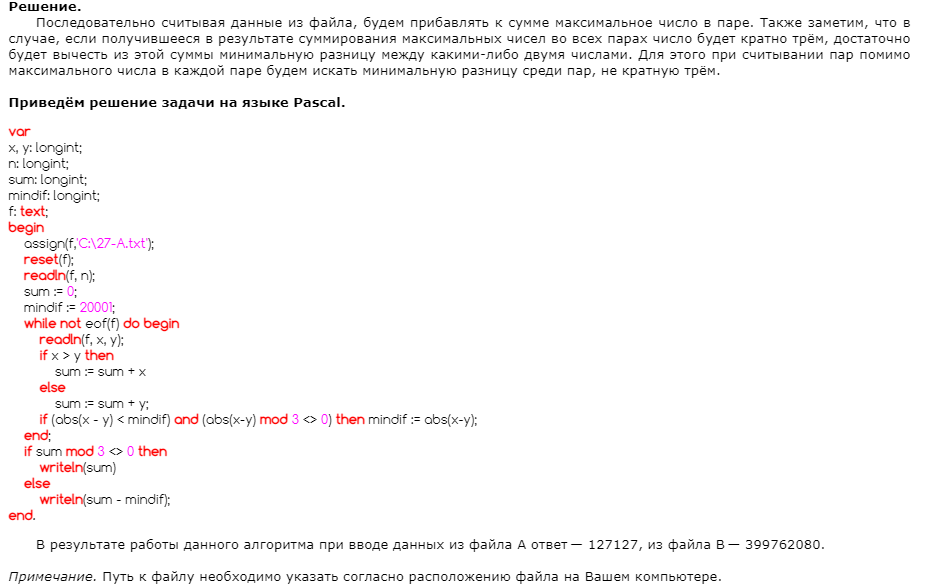 Решение.
Последовательно считывая данные из файла, будем прибавлять к сумме максимальное число в паре. Также заметим, что в
случае, если получившееся в результате суммирования максимальных чисел во всех парах число будет кратно трём, достаточно
будет вычесть из этой суммы минимальную разницу между какими-либо двумя числами. Для этого при считывании пар помимо
максимального числа в каждой паре будем искать минимальную разницу среди пар, не кратную трём.
Приведём решение задачи на языке Pascal.
var
x, y: longint;
n: longint;
sum: longint;
mindif: longint;
f: text;
begin
assign(f,'C:\27-A.txt');
reset(f);
readln(f, n);
sum := 0;
mindif := 20001;
while not eof(f) do begin
readln(f, x, y);
if x > y then
sum := sum + x
else
sum := sum + y;
if (abs(x - y) < mindif) and (abs(x-y) mod 3 <> 0) then mindif := abs(x-y);
end;
if sum mod 3 <> 0 then
writeln(sum)
else
writeln(sum - mindif);
end.
В результате работы данного алгоритма при вводе данных из файла A ответ — 127127, из файла B — 399762080.
Примечание. Путь к файлу необходимо указать согласно расположению файла на Вашем компьютере.